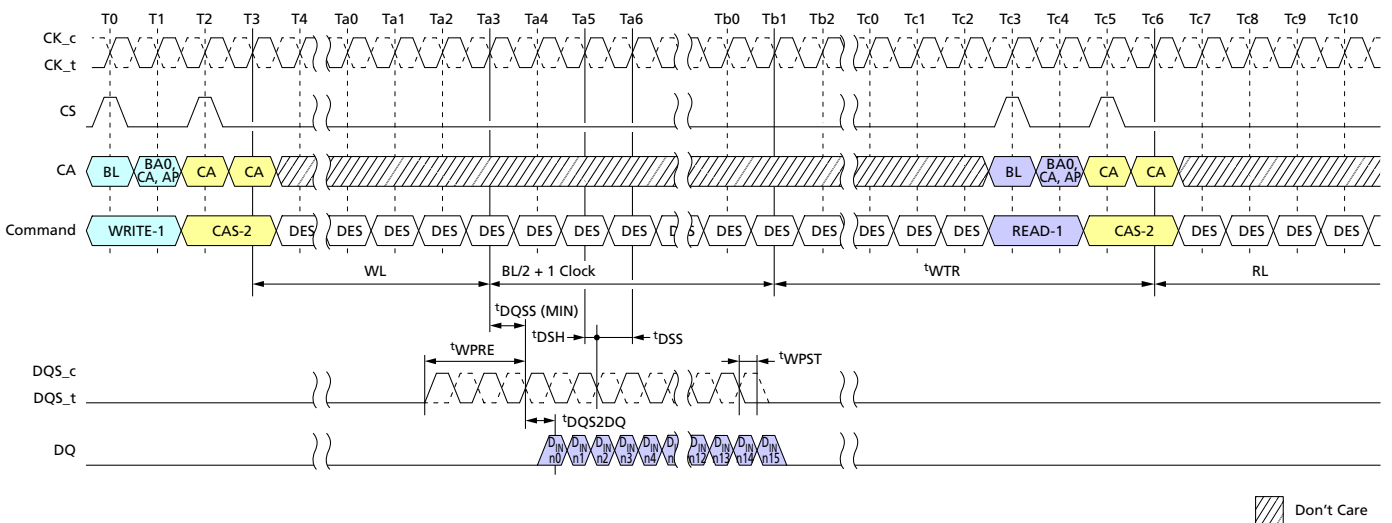 T0 T1 T2 T3 T4 Ta0 Ta1 Ta2 Ta3 Ta4 Ta5 Ta6 Tb0 Tb1 Tb2 Tc0 Tc1 Tc2 Tc3 Tc4 Tc5 Tc6 Tc7 Tc8 Tc9 Tc10
CK_c
CK_t
CS
CA BL BA0, CA, AP CA CA BL BA0, CA, AP CA CA
Command WRITE-1 CAS-2 DES DES DES DES DES DES DES DES DES DES DES DES DES DES DES READ-1 CAS-2 DES DES DES DES
WL BL/2 + 1 Clock tWTR RL
tDQSS (MIN)
tDSH tDSS
tWPRE tWPST
DQS_c
DQS_t
tDQS2DQ
DQ DIN n0 DIN n1 DIN n2 DIN n3 DIN n4 DIN n12 DIN n13 DIN n14 DIN n15
Don't Care